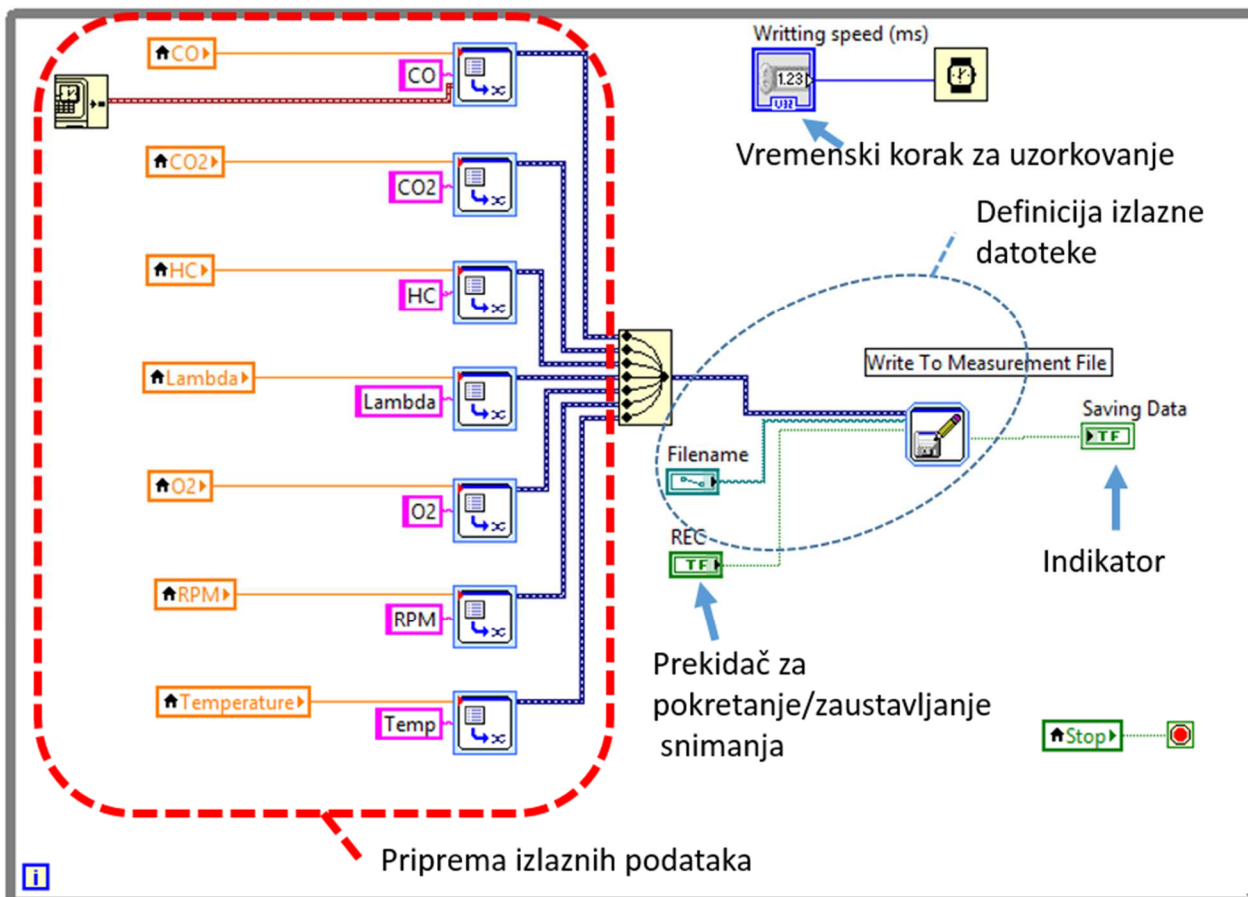 Writting speed (ms)
CO
CO
1.23
U32
Vremenski korak za uzorkovanje
CO2
CO2
Definicija izlazne
datoteke
HC
HC
Write To Measurement File
Lambda
Lambda
Saving Data
TF
Filename
O2
O2
REC
TF
Indikator
RPM
RPM
Prekidač za
pokretanje/zaustavljanje
snimanja
Temperature
Temp
Stop
Priprema izlaznih podataka
i